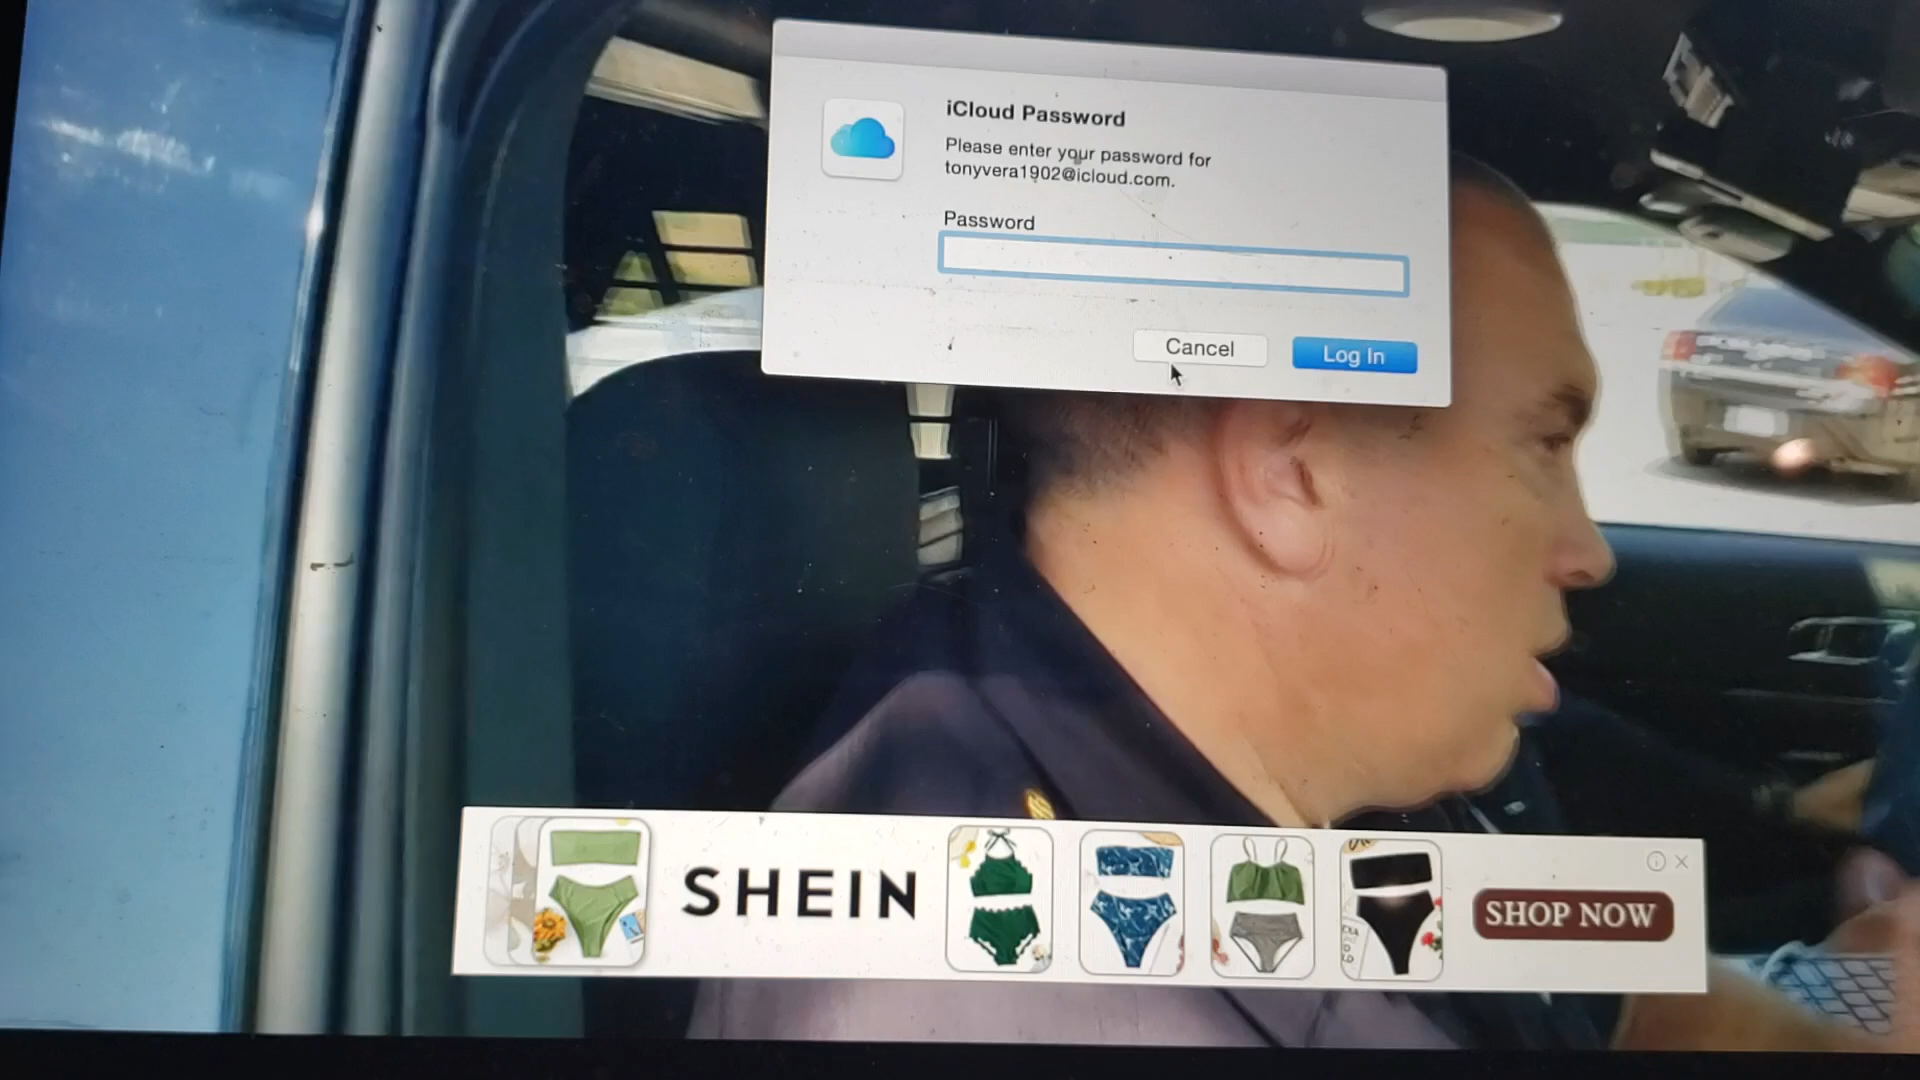 iCloud Password
Please enter your password for
tonyvera1902@icloud.com.
Password
Cancel
Log In
SHEIN
SHOP NOW